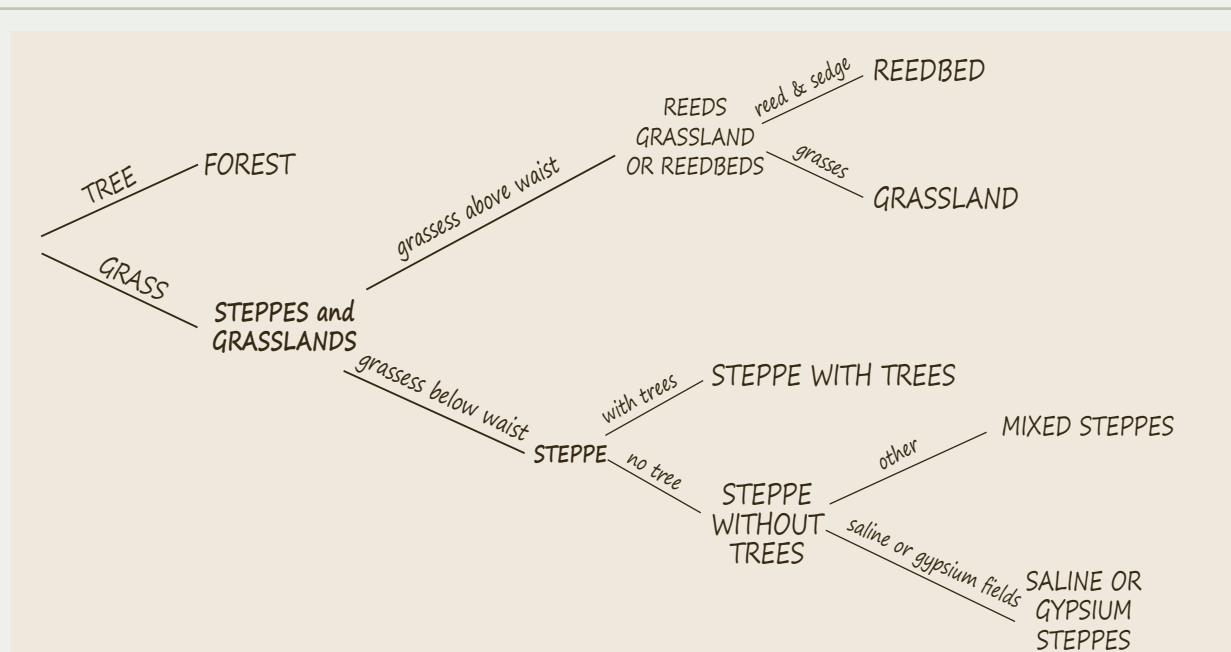 reed & sedge
REEDBED
REEDS
GRASSLAND
OR REEDBEDS
grasses
GRASSLAND
TREE
FOREST
grassess above waist
GRASS
STEPPES and
GRASSLANDS
grassess below waist
with trees
STEPPE WITH TREES
STEPPE
no tree
other
MIXED STEPPES
STEPPE
WITHOUT
TREES
saline or gypsium fields
SALINE OR
GYPSIUM
STEPPES